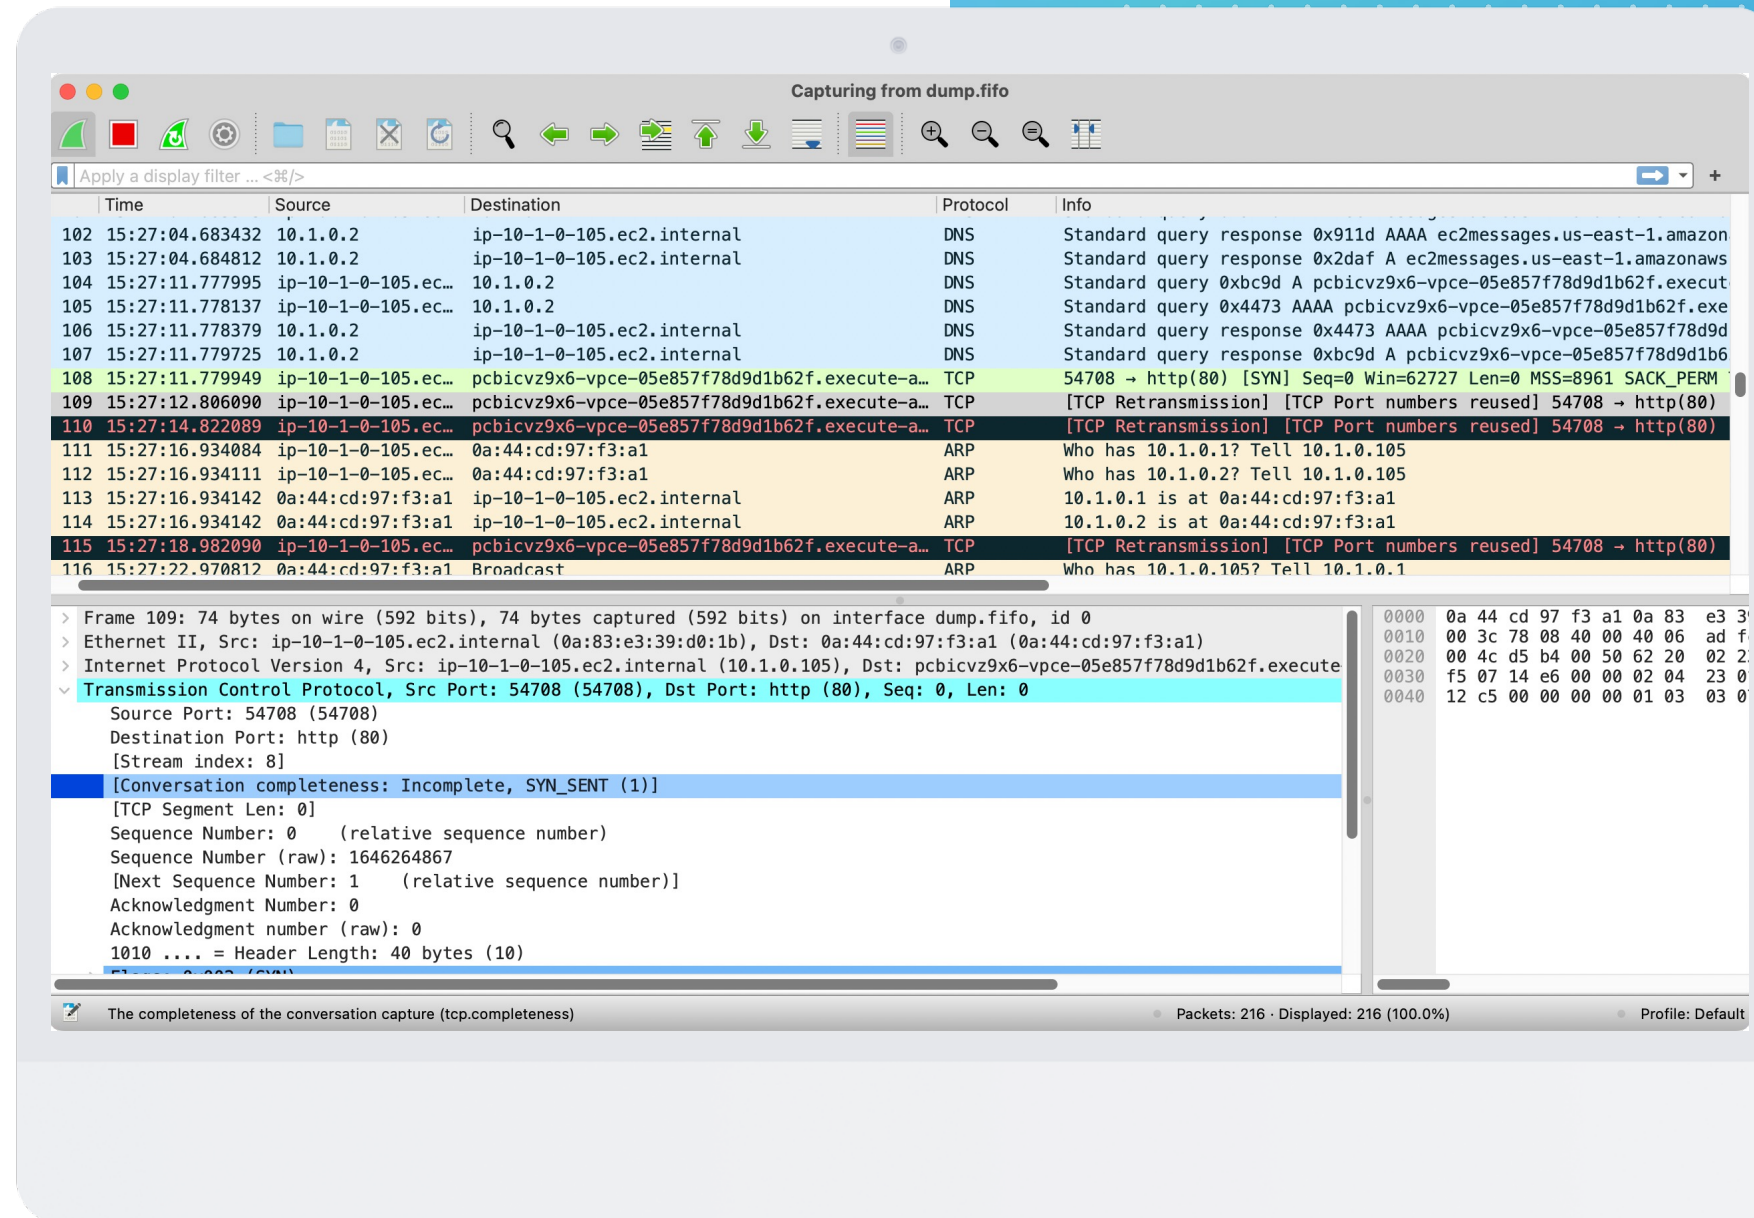 Capturing from dump.fifo
Apply a display filter ... <⌘/>
+
Time Source Destination Protocol Info
102 15:27:04.683432 10.1.0.2 ip-10-1-0-105.ec2.internal DNS Standard query response 0x911d AAAA ec2messages.us-east-1.amazon
103 15:27:04.684812 10.1.0.2 ip-10-1-0-105.ec2.internal DNS Standard query response 0x2daf A ec2messages.us-east-1.amazonaws
104 15:27:11.777995 ip-10-1-0-105.ec… 10.1.0.2 DNS Standard query 0xbc9d A pcbicvz9x6-vpce-05e857f78d9d1b62f.execut
105 15:27:11.778137 ip-10-1-0-105.ec… 10.1.0.2 DNS Standard query 0x4473 AAAA pcbicvz9x6-vpce-05e857f78d9d1b62f.exe
106 15:27:11.778379 10.1.0.2 ip-10-1-0-105.ec2.internal DNS Standard query response 0x4473 AAAA pcbicvz9x6-vpce-05e857f78d9d
107 15:27:11.779725 10.1.0.2 ip-10-1-0-105.ec2.internal DNS Standard query response 0xbc9d A pcbicvz9x6-vpce-05e857f78d9d1b6
108 15:27:11.779949 ip-10-1-0-105.ec… pcbicvz9x6-vpce-05e857f78d9d1b62f.execute-a… TCP 54708 → http(80) [SYN] Seq=0 Win=62727 Len=0 MSS=8961 SACK_PERM
109 15:27:12.806090 ip-10-1-0-105.ec… pcbicvz9x6-vpce-05e857f78d9d1b62f.execute-a… TCP [TCP Retransmission] [TCP Port numbers reused] 54708 → http(80)
110 15:27:14.822089 ip-10-1-0-105.ec… pcbicvz9x6-vpce-05e857f78d9d1b62f.execute-a… TCP [TCP Retransmission] [TCP Port numbers reused] 54708 → http(80)
111 15:27:16.934084 ip-10-1-0-105.ec… 0a:44:cd:97:f3:a1 ARP Who has 10.1.0.1? Tell 10.1.0.105
112 15:27:16.934111 ip-10-1-0-105.ec… 0a:44:cd:97:f3:a1 ARP Who has 10.1.0.2? Tell 10.1.0.105
113 15:27:16.934142 0a:44:cd:97:f3:a1 ip-10-1-0-105.ec2.internal ARP 10.1.0.1 is at 0a:44:cd:97:f3:a1
114 15:27:16.934142 0a:44:cd:97:f3:a1 ip-10-1-0-105.ec2.internal ARP 10.1.0.2 is at 0a:44:cd:97:f3:a1
115 15:27:18.982090 ip-10-1-0-105.ec… pcbicvz9x6-vpce-05e857f78d9d1b62f.execute-a… TCP [TCP Retransmission] [TCP Port numbers reused] 54708 → http(80)
116 15:27:22.970812 0a:44:cd:97:f3:a1 Broadcast ARP Who has 10.1.0.105? Tell 10.1.0.1
Frame 109: 74 bytes on wire (592 bits), 74 bytes captured (592 bits) on interface dump.fifo, id 0
Ethernet II, Src: ip-10-1-0-105.ec2.internal (0a:83:e3:39:d0:1b), Dst: 0a:44:cd:97:f3:a1 (0a:44:cd:97:f3:a1)
Internet Protocol Version 4, Src: ip-10-1-0-105.ec2.internal (10.1.0.105), Dst: pcbicvz9x6-vpce-05e857f78d9d1b62f.execute
Transmission Control Protocol, Src Port: 54708 (54708), Dst Port: http (80), Seq: 0, Len: 0
Source Port: 54708 (54708)
Destination Port: http (80)
[Stream index: 8]
[Conversation completeness: Incomplete, SYN_SENT (1)]
[TCP Segment Len: 0]
Sequence Number: 0 (relative sequence number)
Sequence Number (raw): 1646264867
[Next Sequence Number: 1 (relative sequence number)]
Acknowledgment Number: 0
Acknowledgment number (raw): 0
1010 .... = Header Length: 40 bytes (10)
0000 0a 44 cd 97 f3 a1 0a 83 e3
0010 00 3c 78 08 40 00 40 06 ad
0020 00 4c d5 b4 00 50 62 20 02
0030 f5 07 14 e6 00 00 02 04 23
0040 12 c5 00 00 00 00 01 03 03
The completeness of the conversation capture (tcp.completeness)
Packets: 216 · Displayed: 216 (100.0%)
Profile: Default